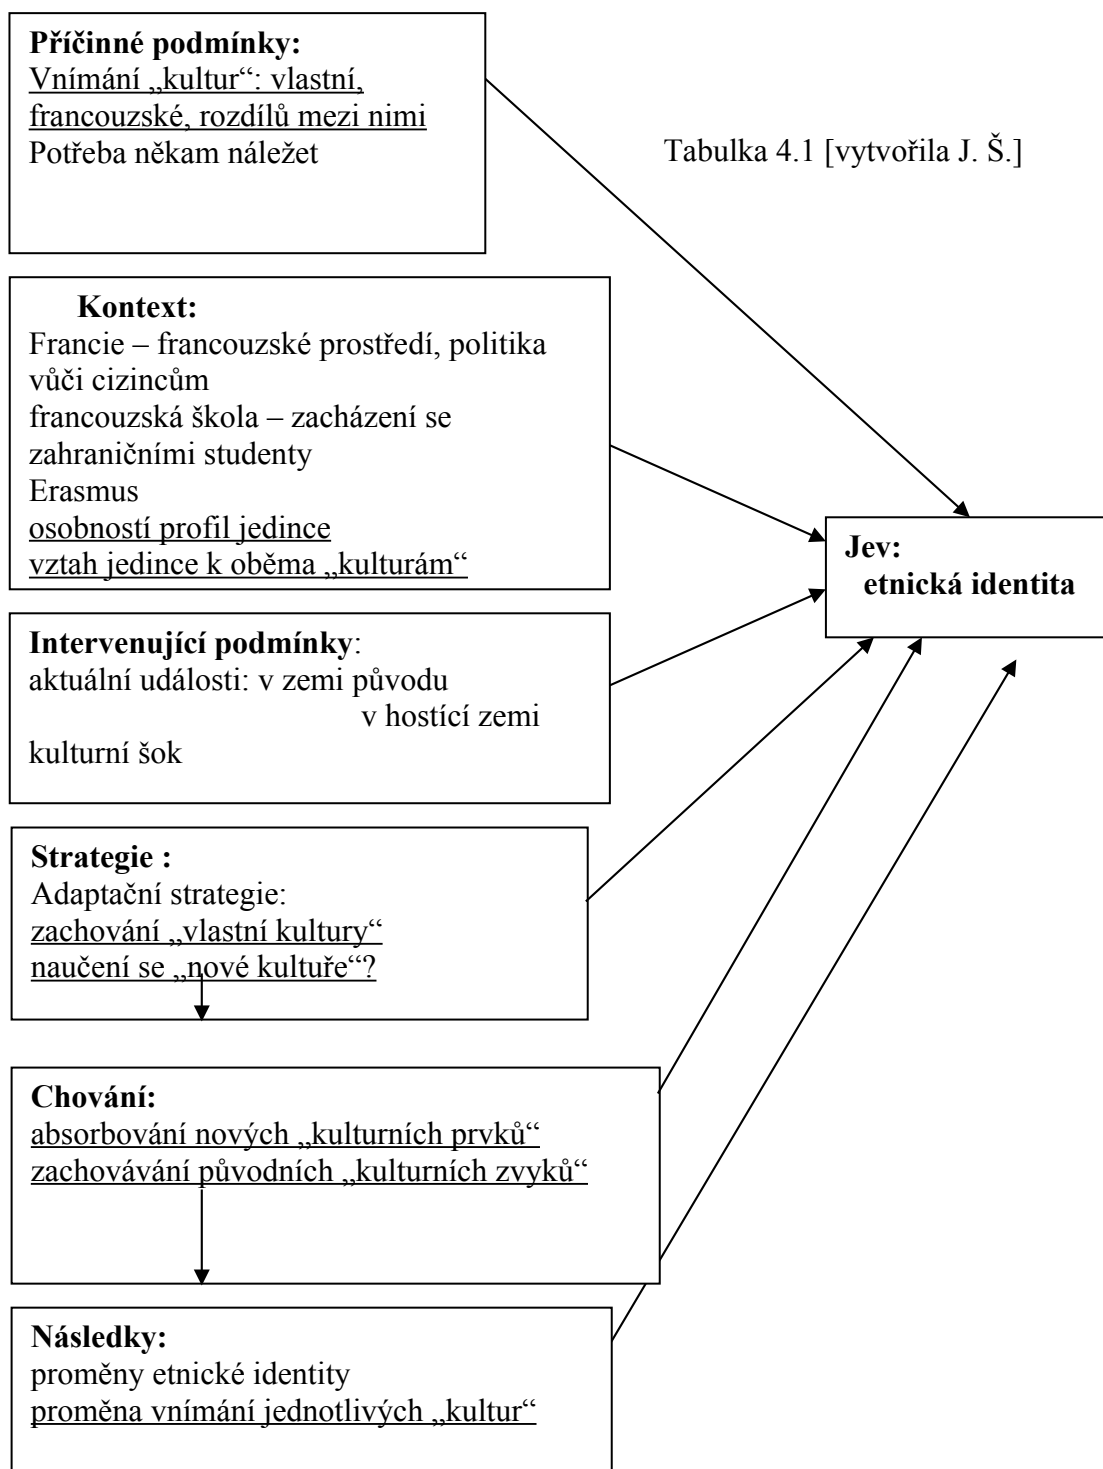 Příčinné podmínky:
Vnímání „kultur“: vlastní,
francouzské, rozdílů mezi nimi
Potřeba někam náležet
Tabulka 4.1 [vytvořila J. Š.]
Kontext:
Francie – francouzské prostředí, politika
vůči cizincům
francouzská škola – zacházení se
zahraničními studenty
Erasmus
osobností profil jedince
vztah jedince k oběma „kulturám“
Jev:
etnická identita
Intervenující podmínky:
aktuální události: v zemi původu
v hostící zemi
kulturní šok
Strategie :
Adaptační strategie:
zachování „vlastní kultury“
naučení se „nové kultuře“?
Chování:
absorbování nových „kulturních prvků“
zachovávání původních „kulturních zvyků“
Následky:
proměny etnické identity
proměna vnímání jednotlivých „kultur“